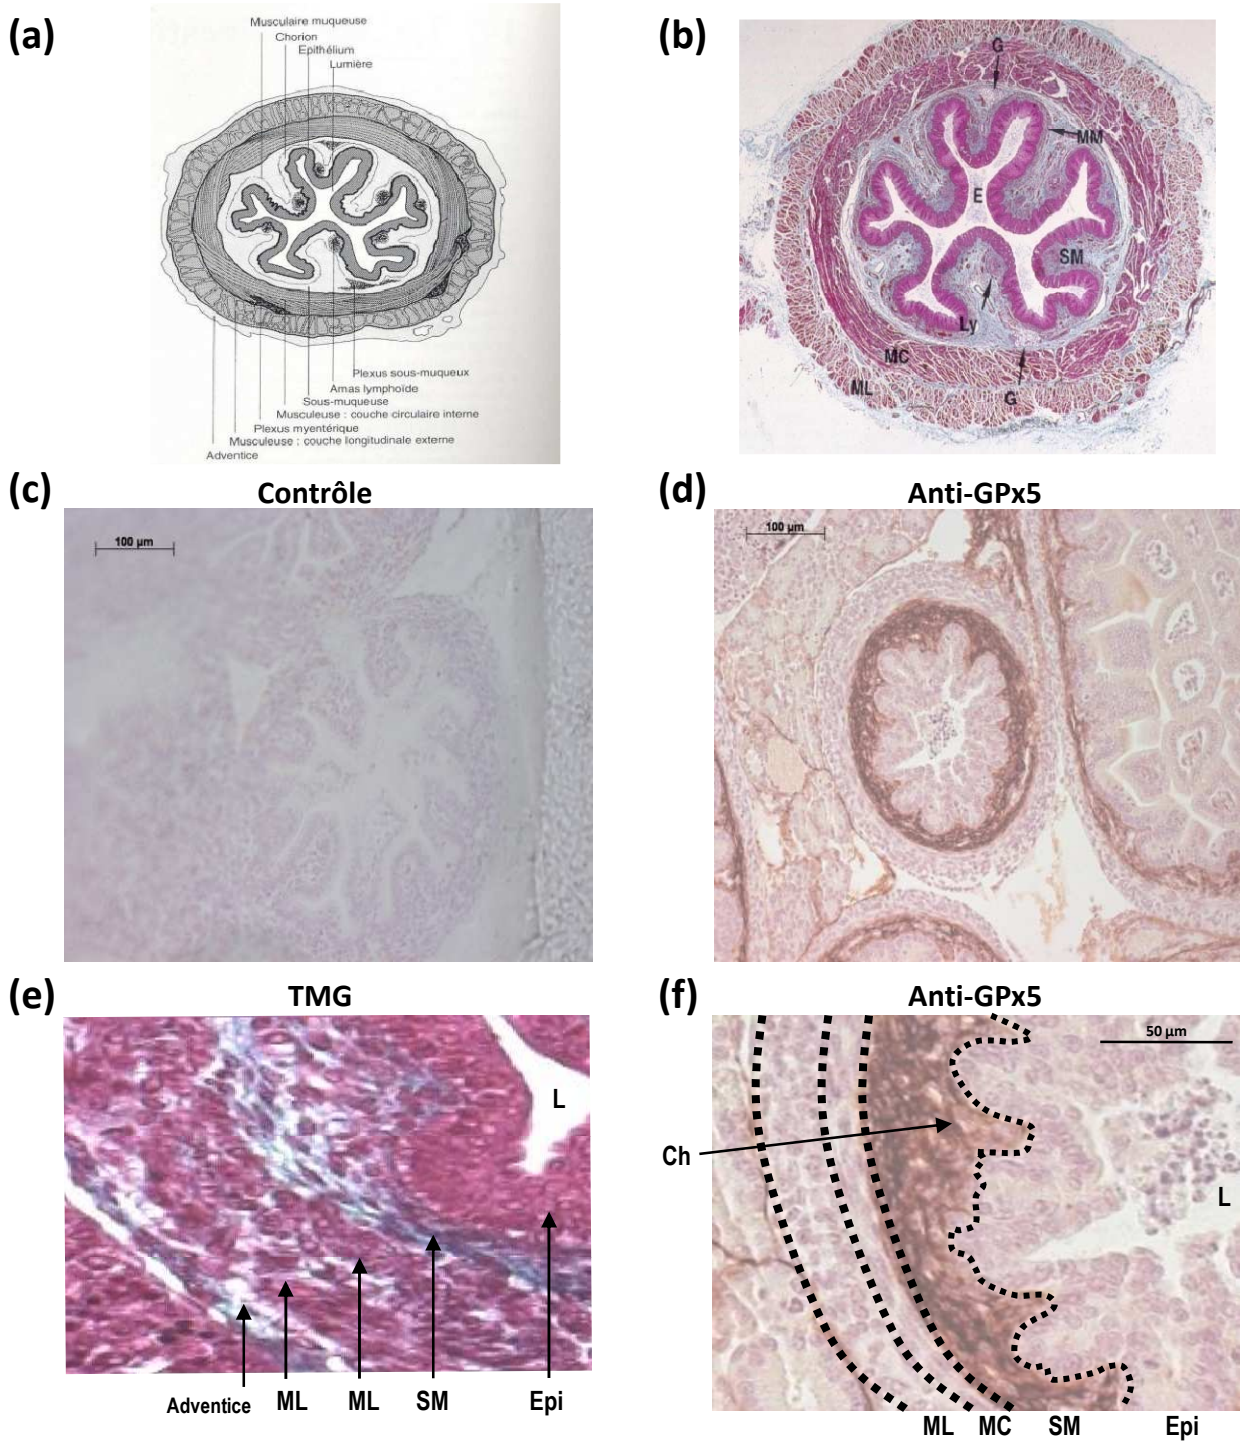 (a)
Musculaire muqueuse
Chorion
Epithélium
Lumière
Plexus sous-muqueux
Amas lymphoïde
Sous-muqueuse
Musculeuse : couche circulaire interne
Plexus myentérique
Musculeuse : couche longitudinale externe
Adventice
(b)
G
MM
E
SM
Ly
MC
ML
G
(c)
Contrôle
100 µm
(d)
Anti-GPx5
100 µm
(e)
TMG
L
Adventice ML ML SM Epi
(f)
Anti-GPx5
50 µm
Ch
L
ML MC SM Epi